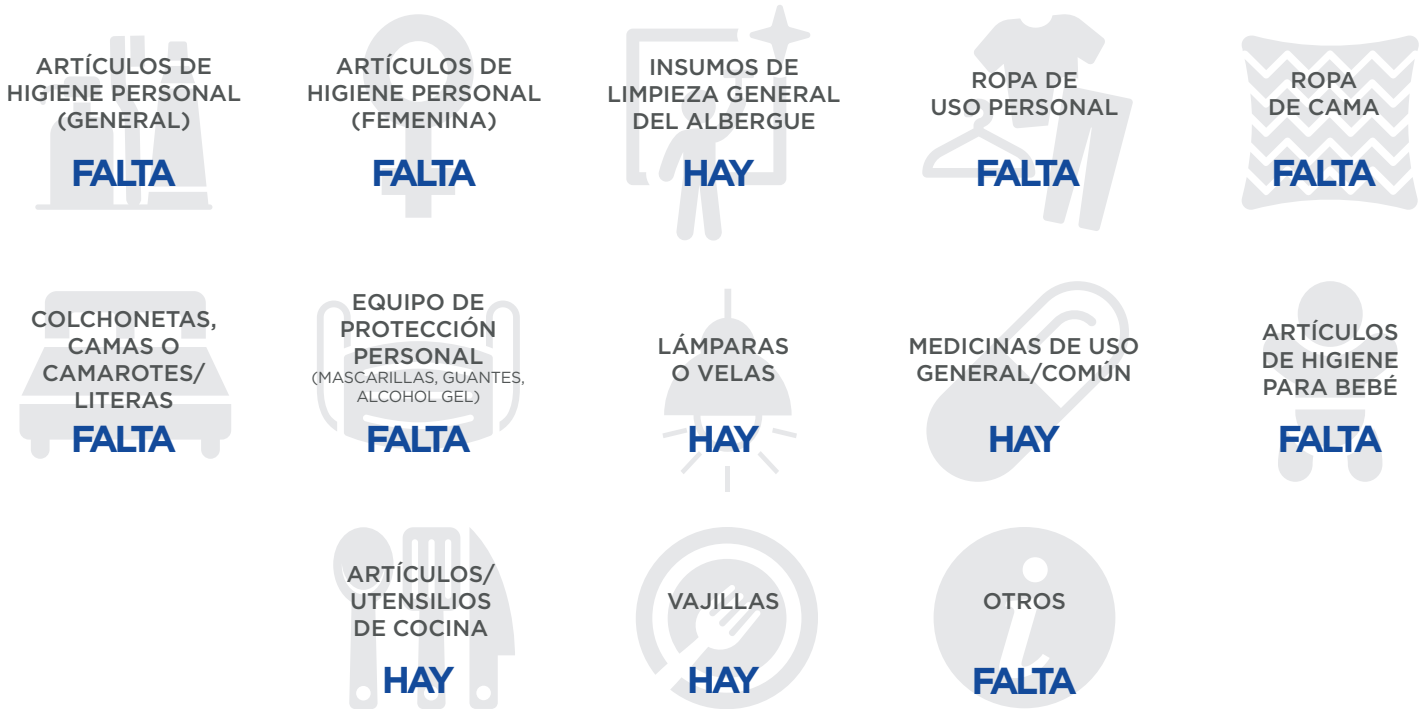 ARTÍCULOS DE
HIGIENE PERSONAL
(GENERAL)
FALTA
ARTÍCULOS DE
HIGIENE PERSONAL
(FEMENINA)
FALTA
INSUMOS DE
LIMPIEZA GENERAL
DEL ALBERGUE
HAY
ROPA DE
USO PERSONAL
FALTA
ROPA
DE CAMA
FALTA
COLCHONETAS,
CAMAS O
CAMAROTES/
LITERAS
FALTA
EQUIPO DE
PROTECCIÓN
PERSONAL
(MASCARILLAS, GUANTES,
ALCOHOL GEL)
FALTA
LÁMPARAS
O VELAS
HAY
MEDICINAS DE USO
GENERAL/COMÚN
HAY
ARTÍCULOS
DE HIGIENE
PARA BEBÉ
FALTA
ARTÍCULOS/
UTENSILIOS
DE COCINA
HAY
VAJILLAS
HAY
OTROS
FALTA